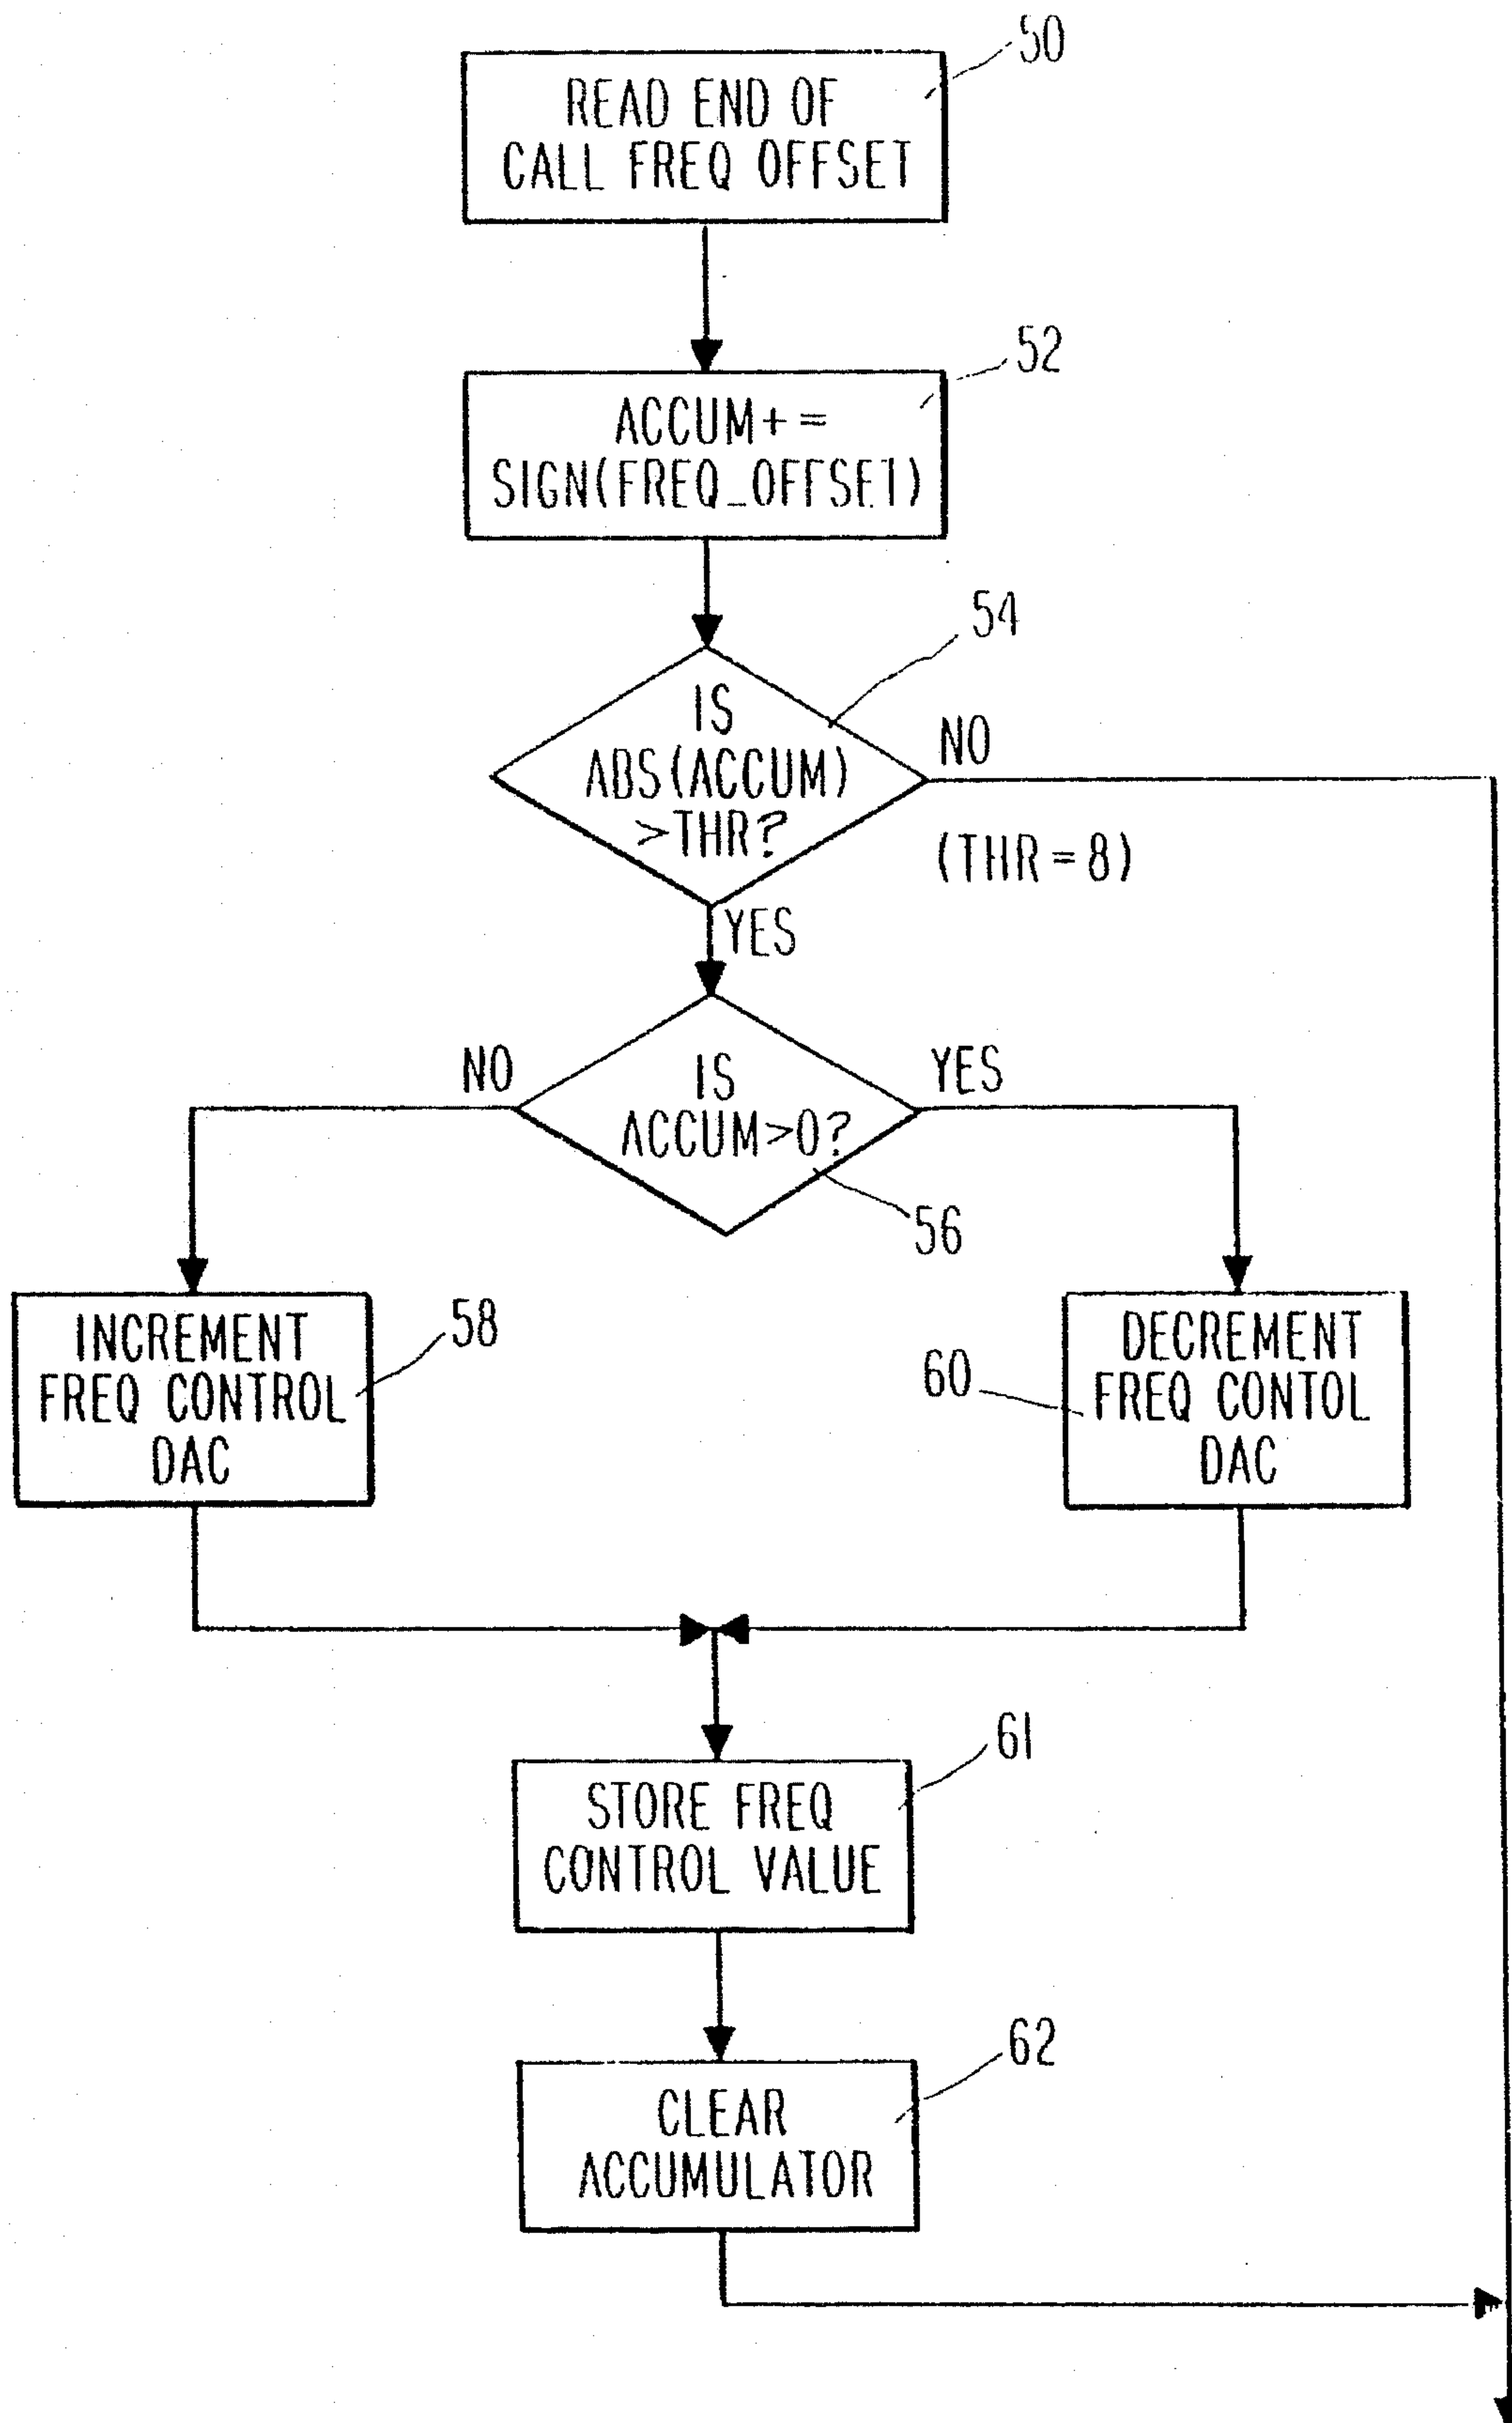 50
READ END OF
CALL FREQ OFFSET
52
ACCUM+=
SIGN(FREQ_OFFSET)
54
IS
ABS(ACCUM)
>THR?
NO
(THR=8)
YES
NO
IS
ACCUM>0?
YES
56
INCREMENT
FREQ CONTROL
DAC
58
60
DECREMENT
FREQ CONTOL
DAC
61
STORE FREQ
CONTROL VALUE
62
CLEAR
ACCUMULATOR